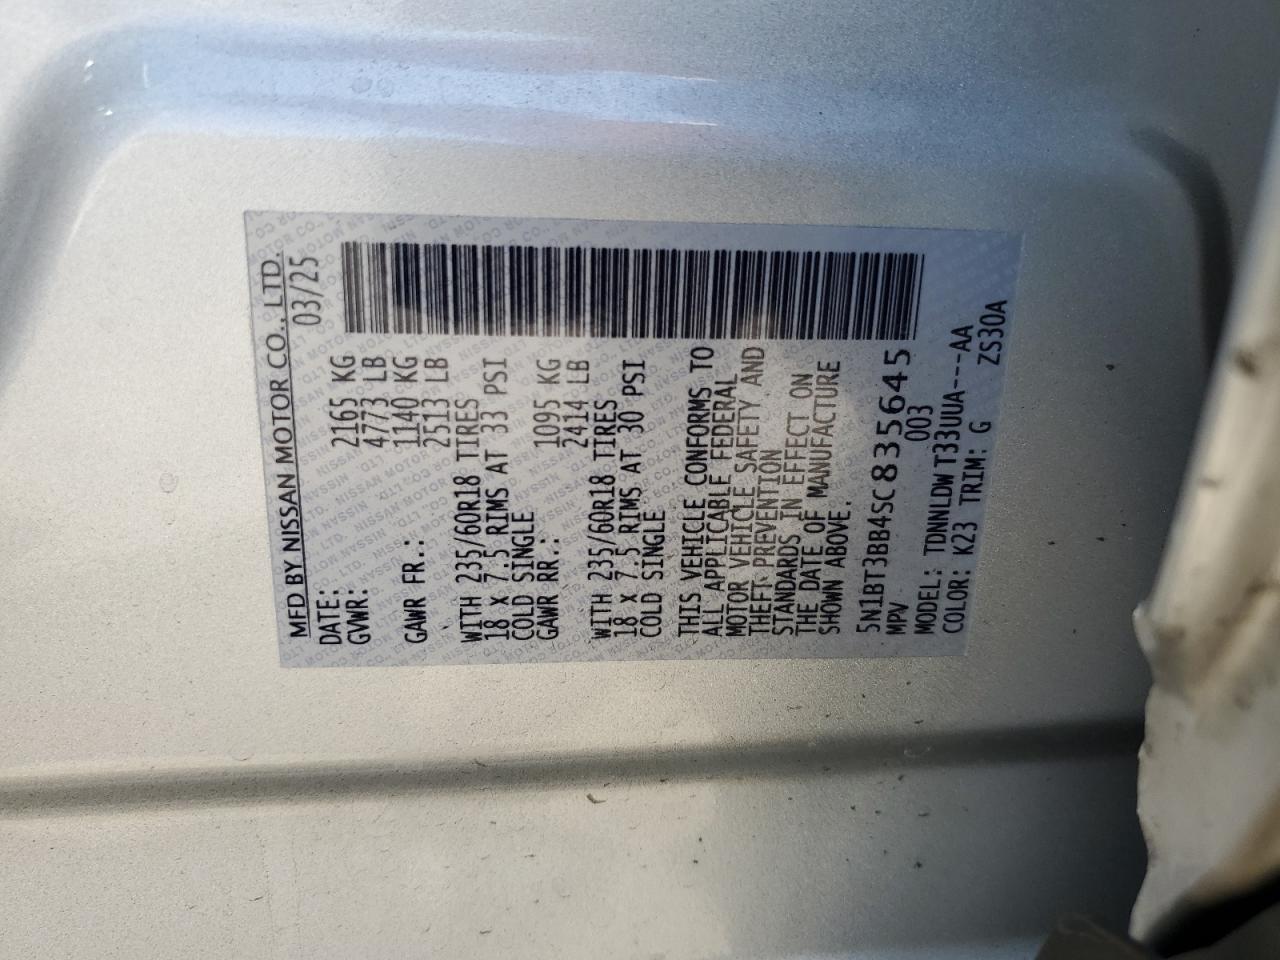 MFD BY NISSAN MOTOR CO., LTD.
DATE: 03/25
GVWR: 2165 KG
4773 LB
GAWR FR.: 1140 KG
2513 LB
WITH 235/60R18 TIRES
18 X 7.5 RIMS AT 33 PSI
COLD SINGLE
GAWR RR.: 1095 KG
2414 LB
WITH 235/60R18 TIRES
18 X 7.5 RIMS AT 30 PSI
COLD SINGLE
THIS VEHICLE CONFORMS TO
ALL APPLICABLE FEDERAL
MOTOR VEHICLE SAFETY AND
THEFT PREVENTION
STANDARDS IN EFFECT ON
THE DATE OF MANUFACTURE
SHOWN ABOVE.
5N1BT3BB4SC835645
MPV 003
MODEL: TDNNLDWT33UUA---AA
COLOR: K23 TRIM: G ZS30A